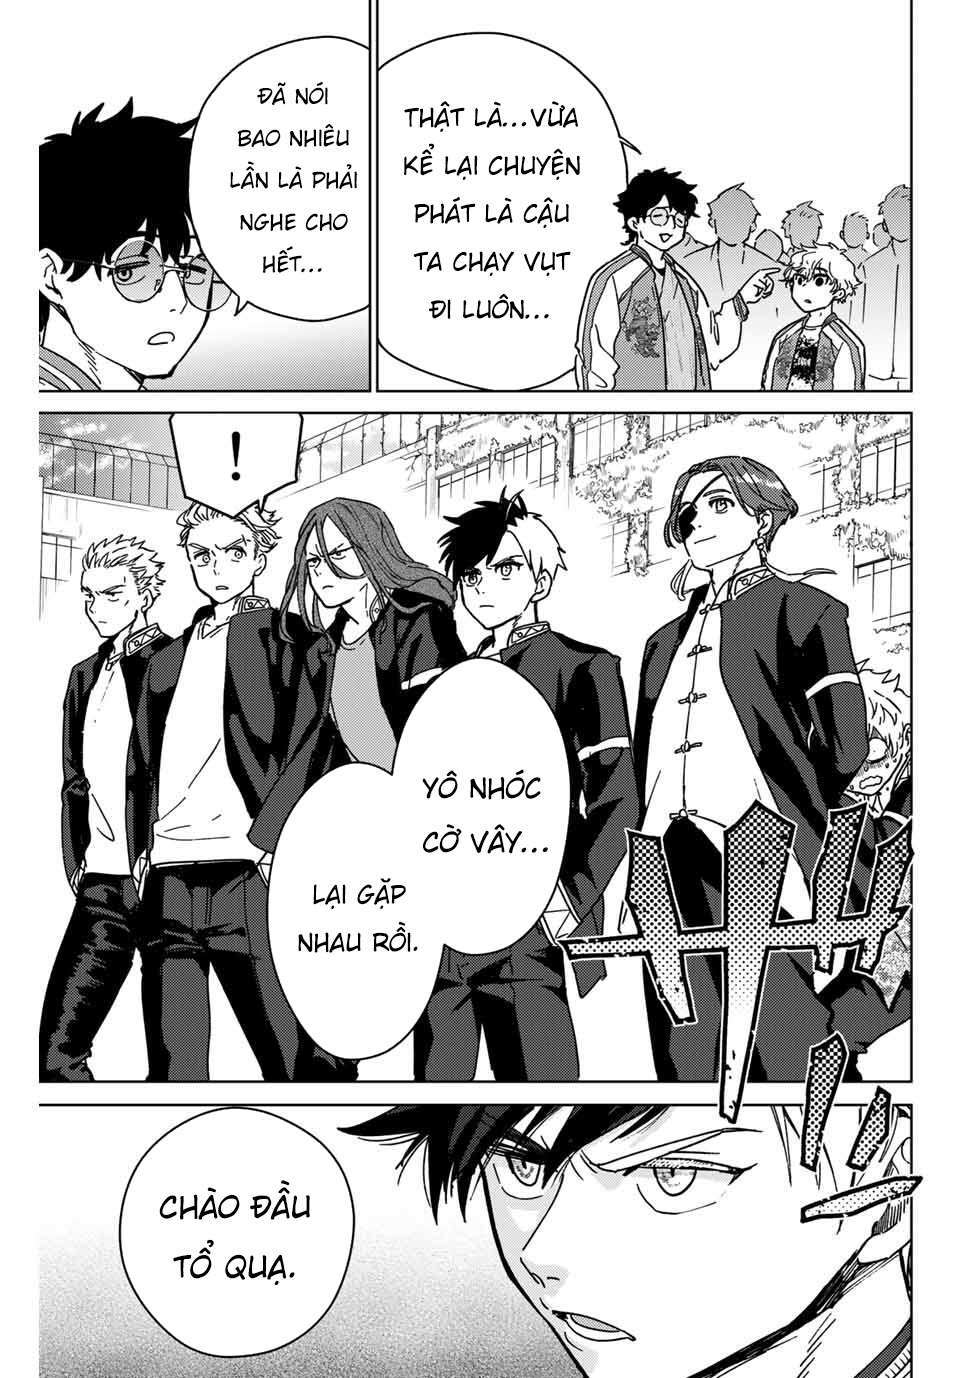 THẬT LÀ...VỪA
KỂ LẠI CHUYỆN
PHÁT LÀ CẬU
TA CHẠY VỤT
ĐI LUÔN...
ĐÃ NÓI
BAO NHIÊU
LẦN LÀ PHẢI
NGHE CHO
HẾT...
!
YÔ NHÓC
CỜ VÂY...
LẠI GẶP
NHAU RỒI.
CHÀO ĐẦU
TỔ QUẠ.